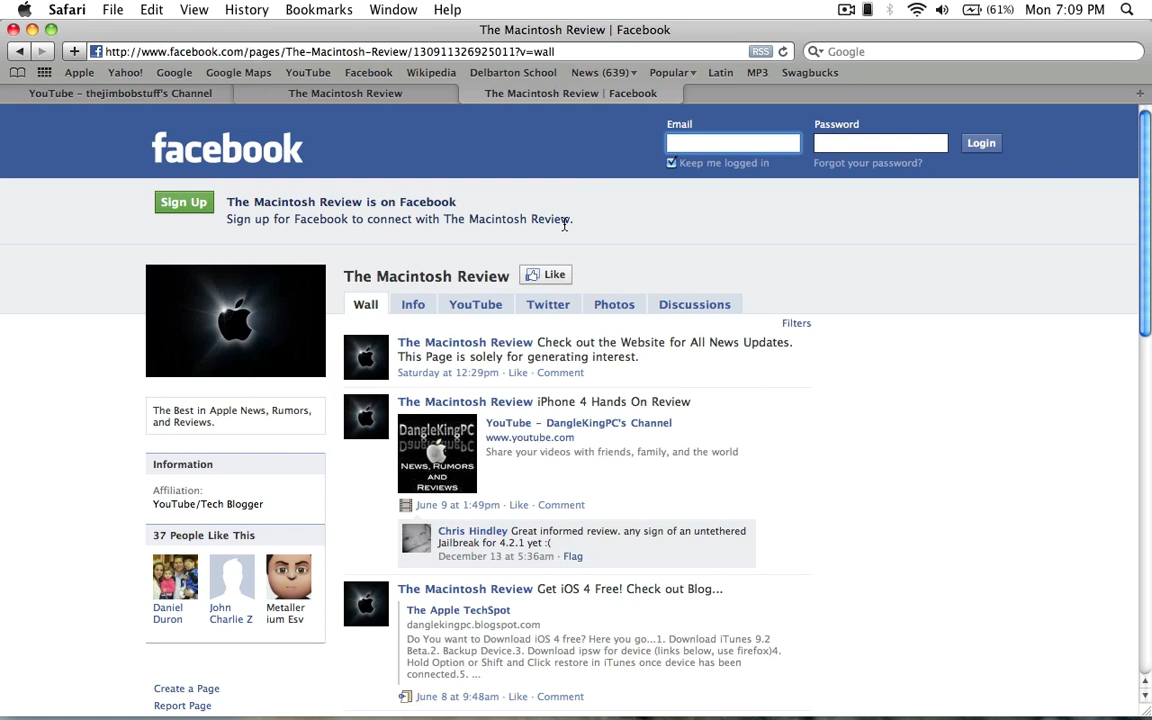 Safari File Edit View History Bookmarks Window Help (61%) Mon 7:09 PM
The Macintosh Review | Facebook
http://www.facebook.com/pages/The-Macintosh-Review/130911326925011?v=wall RSS Google
Apple Yahoo! Google Google Maps YouTube Facebook Wikipedia Delbarton School News (639) Popular Latin MP3 Swagbucks
YouTube – thejimbobstuff's Channel The Macintosh Review The Macintosh Review | Facebook
Email Password
facebook Login
Keep me logged in Forgot your password?
Sign Up The Macintosh Review is on Facebook
Sign up for Facebook to connect with The Macintosh Review.
The Macintosh Review Like
Wall Info YouTube Twitter Photos Discussions
Filters
The Macintosh Review Check out the Website for All News Updates.
This Page is solely for generating interest.
Saturday at 12:29pm · Like · Comment
The Macintosh Review iPhone 4 Hands On Review
DangleKingPC
News, Rumors
and
Reviews
YouTube – DangleKingPC's Channel
www.youtube.com
Share your videos with friends, family, and the world
June 9 at 1:49pm · Like · Comment
Chris Hindley Great informed review. any sign of an untethered
Jailbreak for 4.2.1 yet :(
December 13 at 5:36am · Flag
The Macintosh Review Get iOS 4 Free! Check out Blog...
The Apple TechSpot
danglekingpc.blogspot.com
Do You want to Download iOS 4 free? Here you go...1. Download iTunes 9.2
Beta.2. Backup Device.3. Download ipsw for device (links below, use firefox)4.
Hold Option or Shift and Click restore in iTunes once device has been
connected.5. ...
June 8 at 9:48am · Like · Comment
The Best in Apple News, Rumors,
and Reviews.
Information
Affiliation:
YouTube/Tech Blogger
37 People Like This
Daniel
Duron
John
Charlie Z
Metaller
ium Esv
Create a Page
Report Page